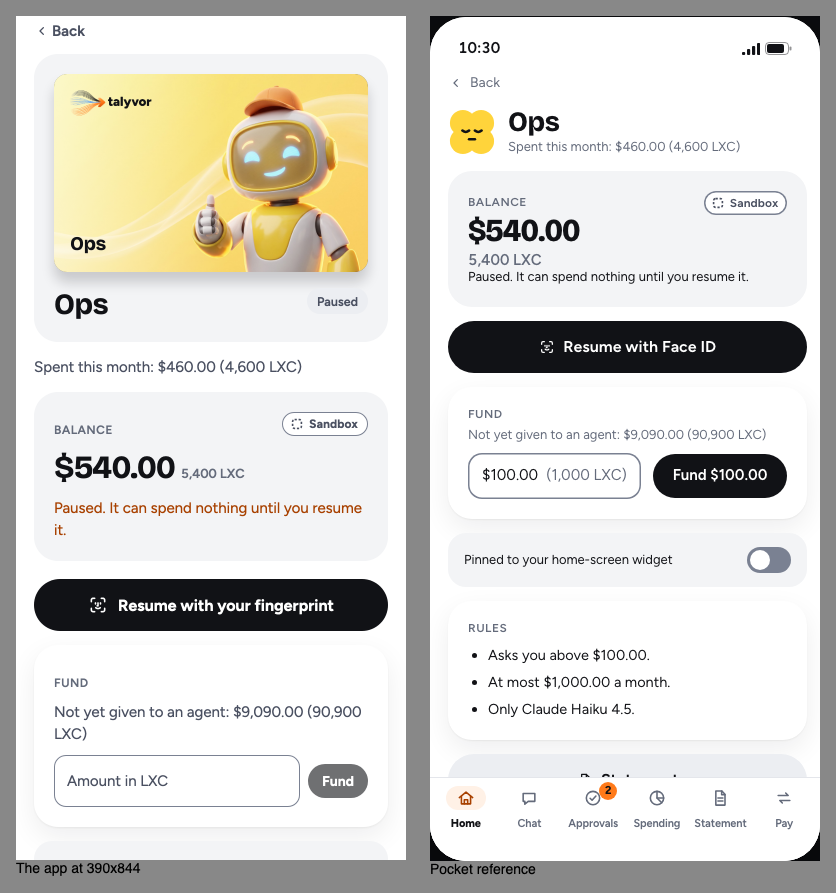 Back
talyvor
Ops
Ops
Paused
Spent this month: $460.00 (4,600 LXC)
BALANCE
Sandbox
$540.00 5,400 LXC
Paused. It can spend nothing until you resume
it.
Resume with your fingerprint
FUND
Not yet given to an agent: $9,090.00 (90,900
LXC)
Amount in LXC
Fund
The app at 390x844
10:30
Back
Ops
Spent this month: $460.00 (4,600 LXC)
BALANCE
Sandbox
$540.00
5,400 LXC
Paused. It can spend nothing until you resume it.
Resume with Face ID
FUND
Not yet given to an agent: $9,090.00 (90,900 LXC)
$100.00 (1,000 LXC)
Fund $100.00
Pinned to your home-screen widget
RULES
Asks you above $100.00.
At most $1,000.00 a month.
Only Claude Haiku 4.5.
2
Home
Chat
Approvals
Spending
Statement
Pay
Pocket reference